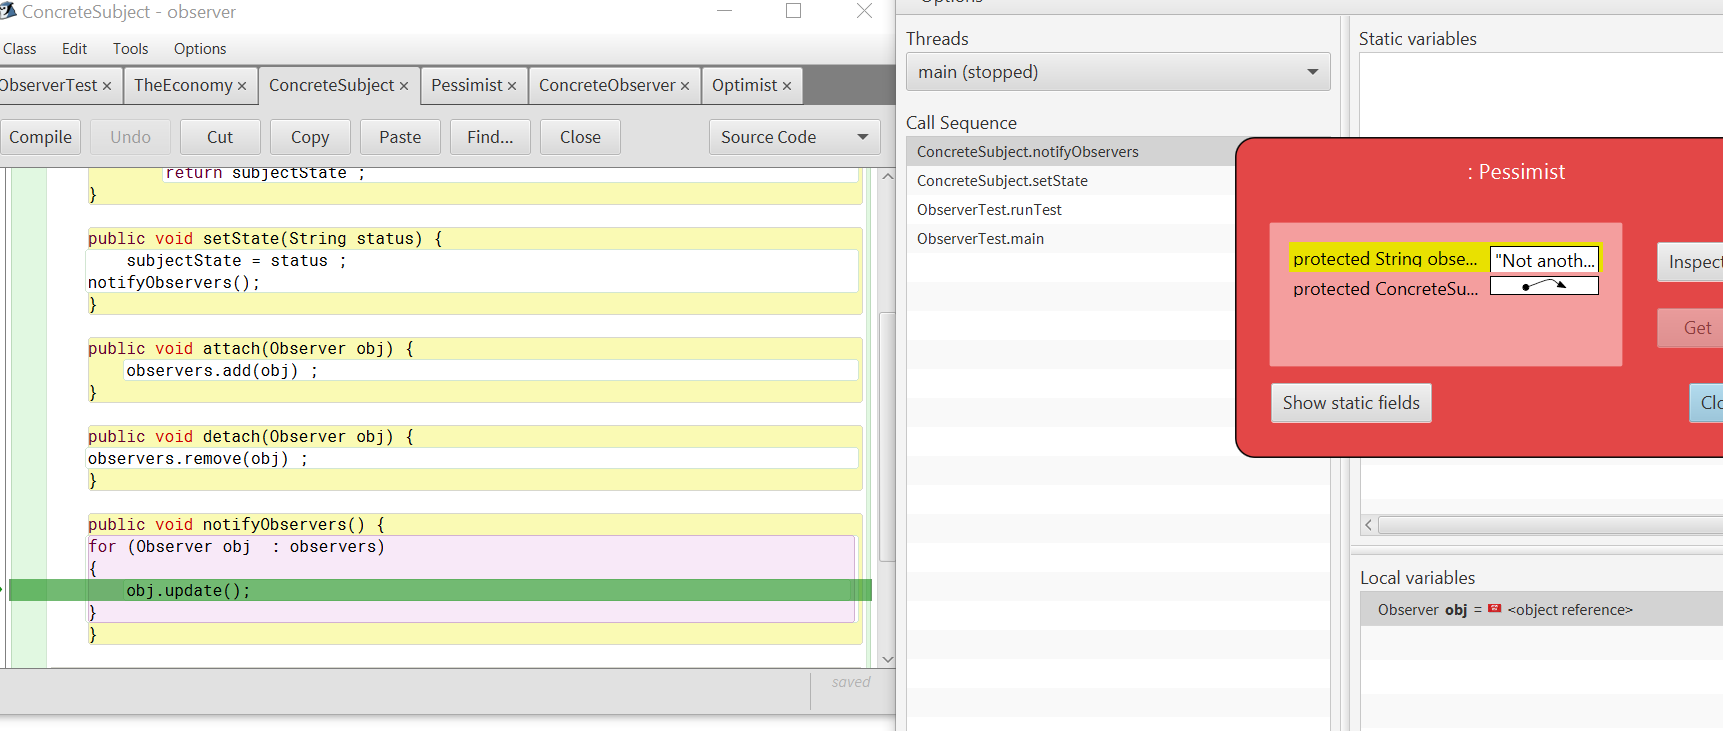 ConcreteSubject - observer
Class Edit Tools Options
ObserverTest × TheEconomy × ConcreteSubject × Pessimist × ConcreteObserver × Optimist ×
Compile Undo Cut Copy Paste Find... Close Source Code
return subjectState ;
}
public void setState(String status) {
subjectState = status ;
notifyObservers();
}
public void attach(Observer obj) {
observers.add(obj) ;
}
public void detach(Observer obj) {
observers.remove(obj) ;
}
public void notifyObservers() {
for (Observer obj  : observers)
{
obj.update();
}
}
saved
Options
Threads
main (stopped)
Call Sequence
ConcreteSubject.notifyObservers
ConcreteSubject.setState
ObserverTest.runTest
ObserverTest.main
Static variables
: Pessimist
protected String obse... "Not anoth...
protected ConcreteSu...
Inspect
Get
Show static fields
Clo
Local variables
Observer obj = <object reference>